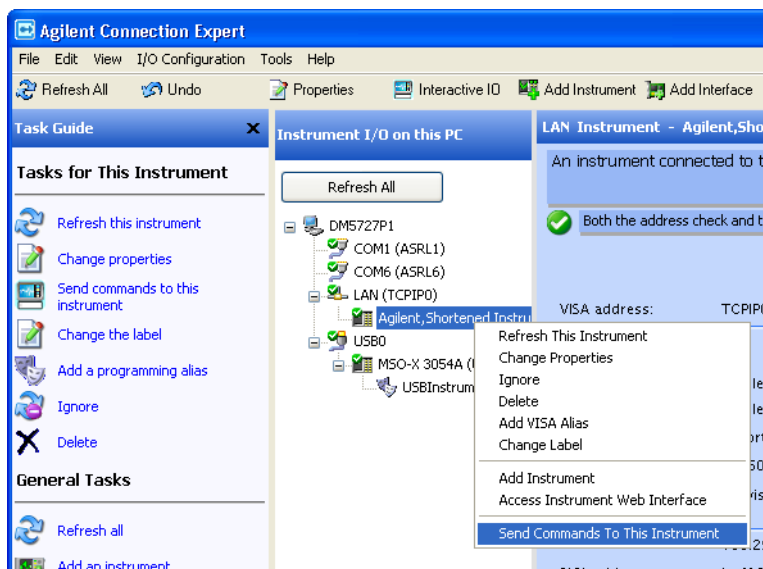 Agilent Connection Expert
File Edit View I/O Configuration Tools Help
Refresh All Undo Properties Interactive IO Add Instrument Add Interface
Task Guide
Tasks for This Instrument
Refresh this instrument
Change properties
Send commands to this
instrument
Change the label
Add a programming alias
Ignore
Delete
General Tasks
Refresh all
Add an instrument
Instrument I/O on this PC
Refresh All
DM5727P1
COM1 (ASRL1)
COM6 (ASRL6)
LAN (TCPIP0)
Agilent,Shortened Instru
USB0
MSO-X 3054A (
USBInstrum
LAN Instrument - Agilent,Sho
An instrument connected to t
Both the address check and t
VISA address: TCPIP0
Refresh This Instrument
Change Properties
Ignore
Delete
Add VISA Alias
Change Label
Add Instrument
Access Instrument Web Interface
Send Commands To This Instrument